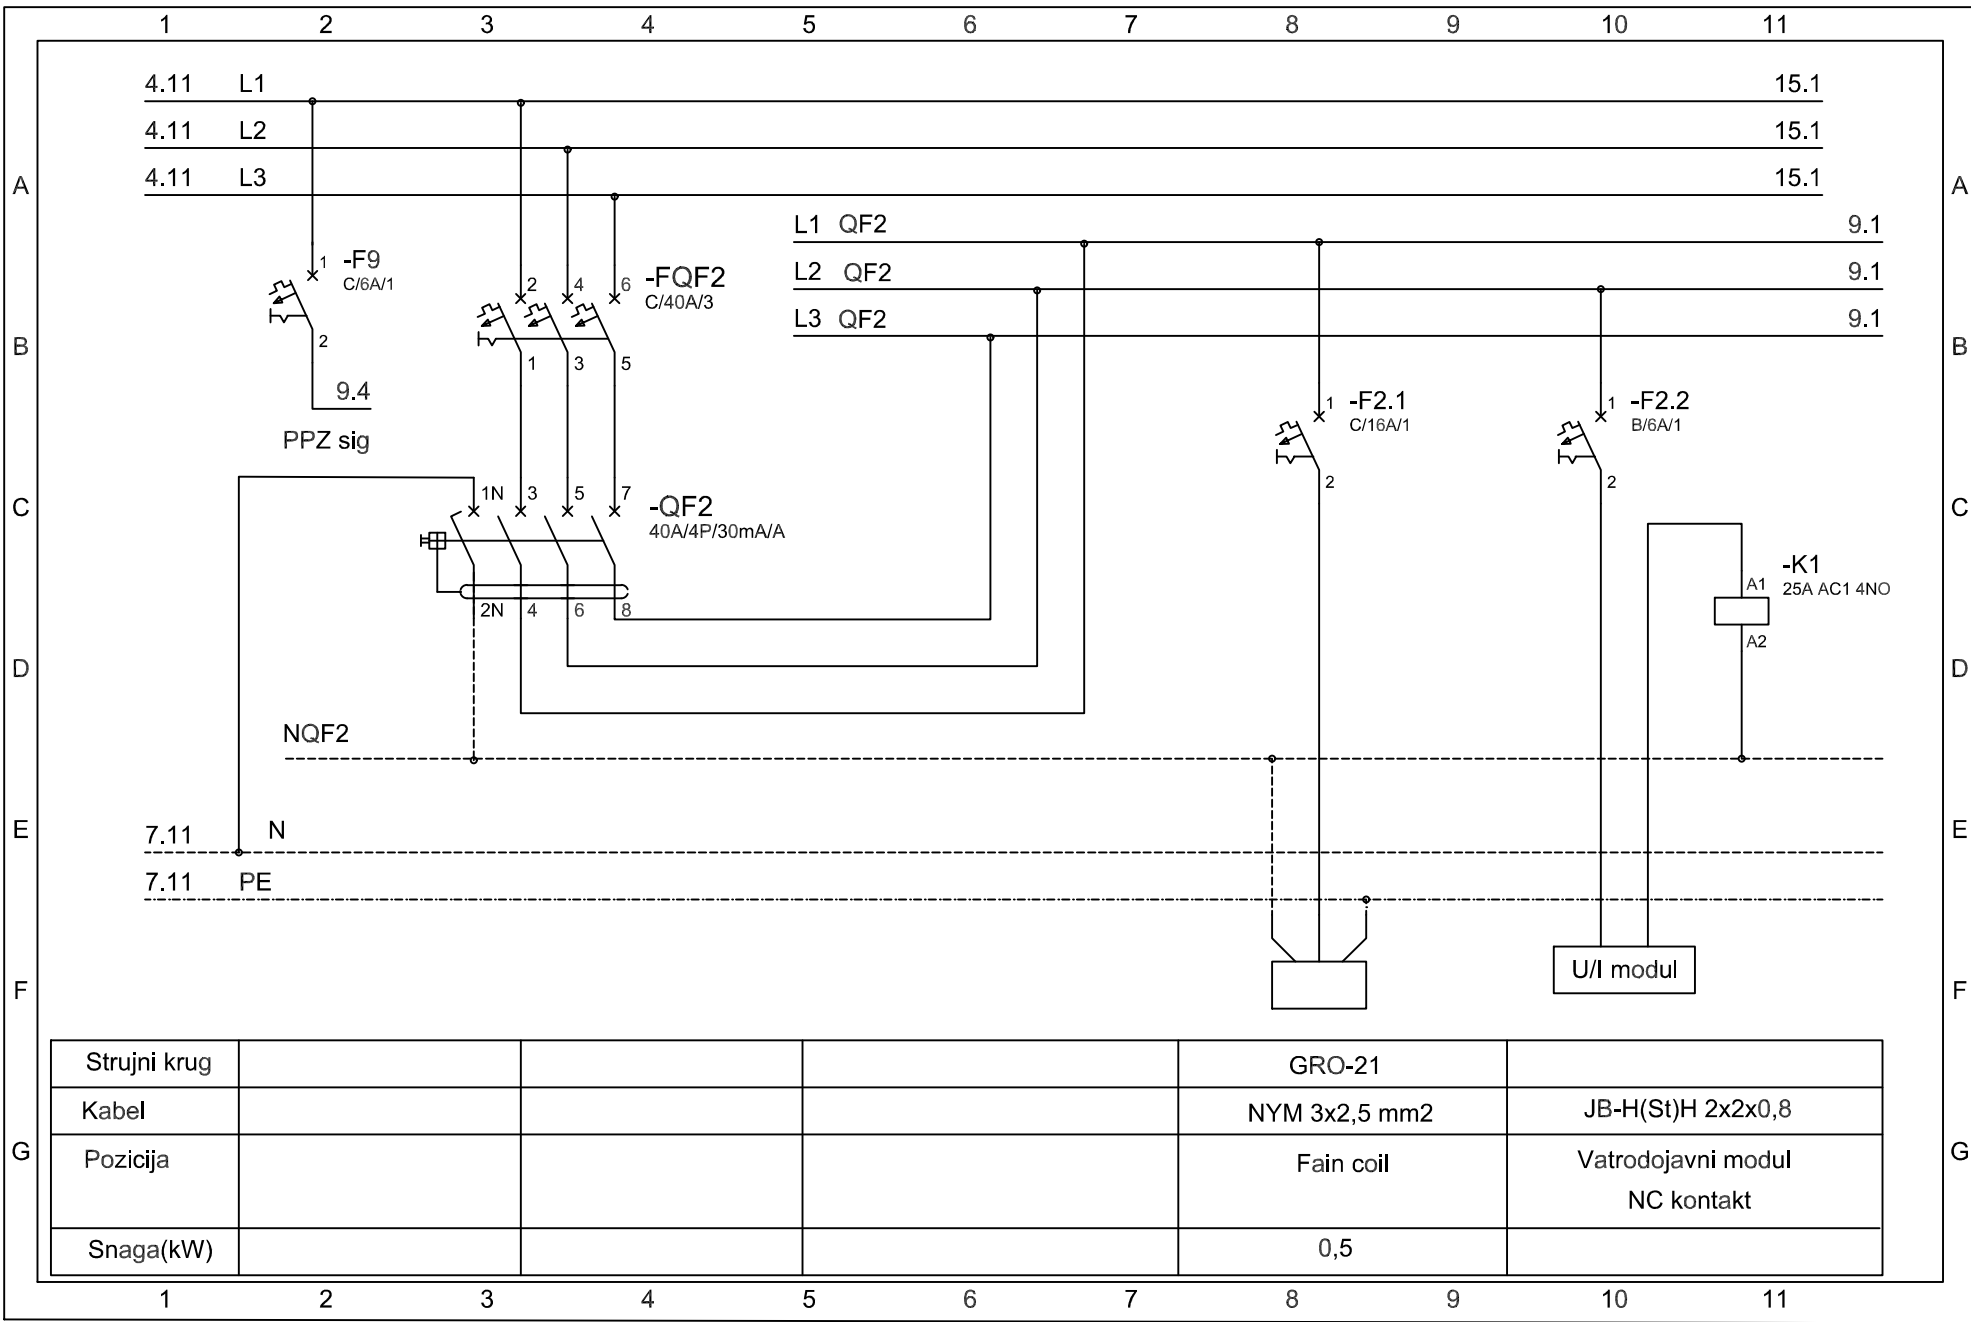 1 2 3 4 5 6 7 8 9 10 11
4.11 L1 15.1
4.11 L2 15.1
A 4.11 L3 15.1 A
L1 QF2 9.1
L2 QF2 9.1
L3 QF2 9.1
1 -F9
C/6A/1
2
2 4 6 -FQF2
C/40A/3
1 3 5
B B
9.4
PPZ sig
1 -F2.1
C/16A/1
2
1 -F2.2
B/6A/1
2
C C
1N 3 5 7 -QF2
40A/4P/30mA/A
2N 4 6 8
-K1
A1 25A AC1 4NO
A2
D D
NQF2
E 7.11 N E
7.11 PE
U/I modul
F F
Strujni krug GRO-21
Kabel NYM 3x2,5 mm2 JB-H(St)H 2x2x0,8
G Pozicija Fain coil Vatrodojavni modul G
NC kontakt
Snaga(kW) 0,5
1 2 3 4 5 6 7 8 9 10 11